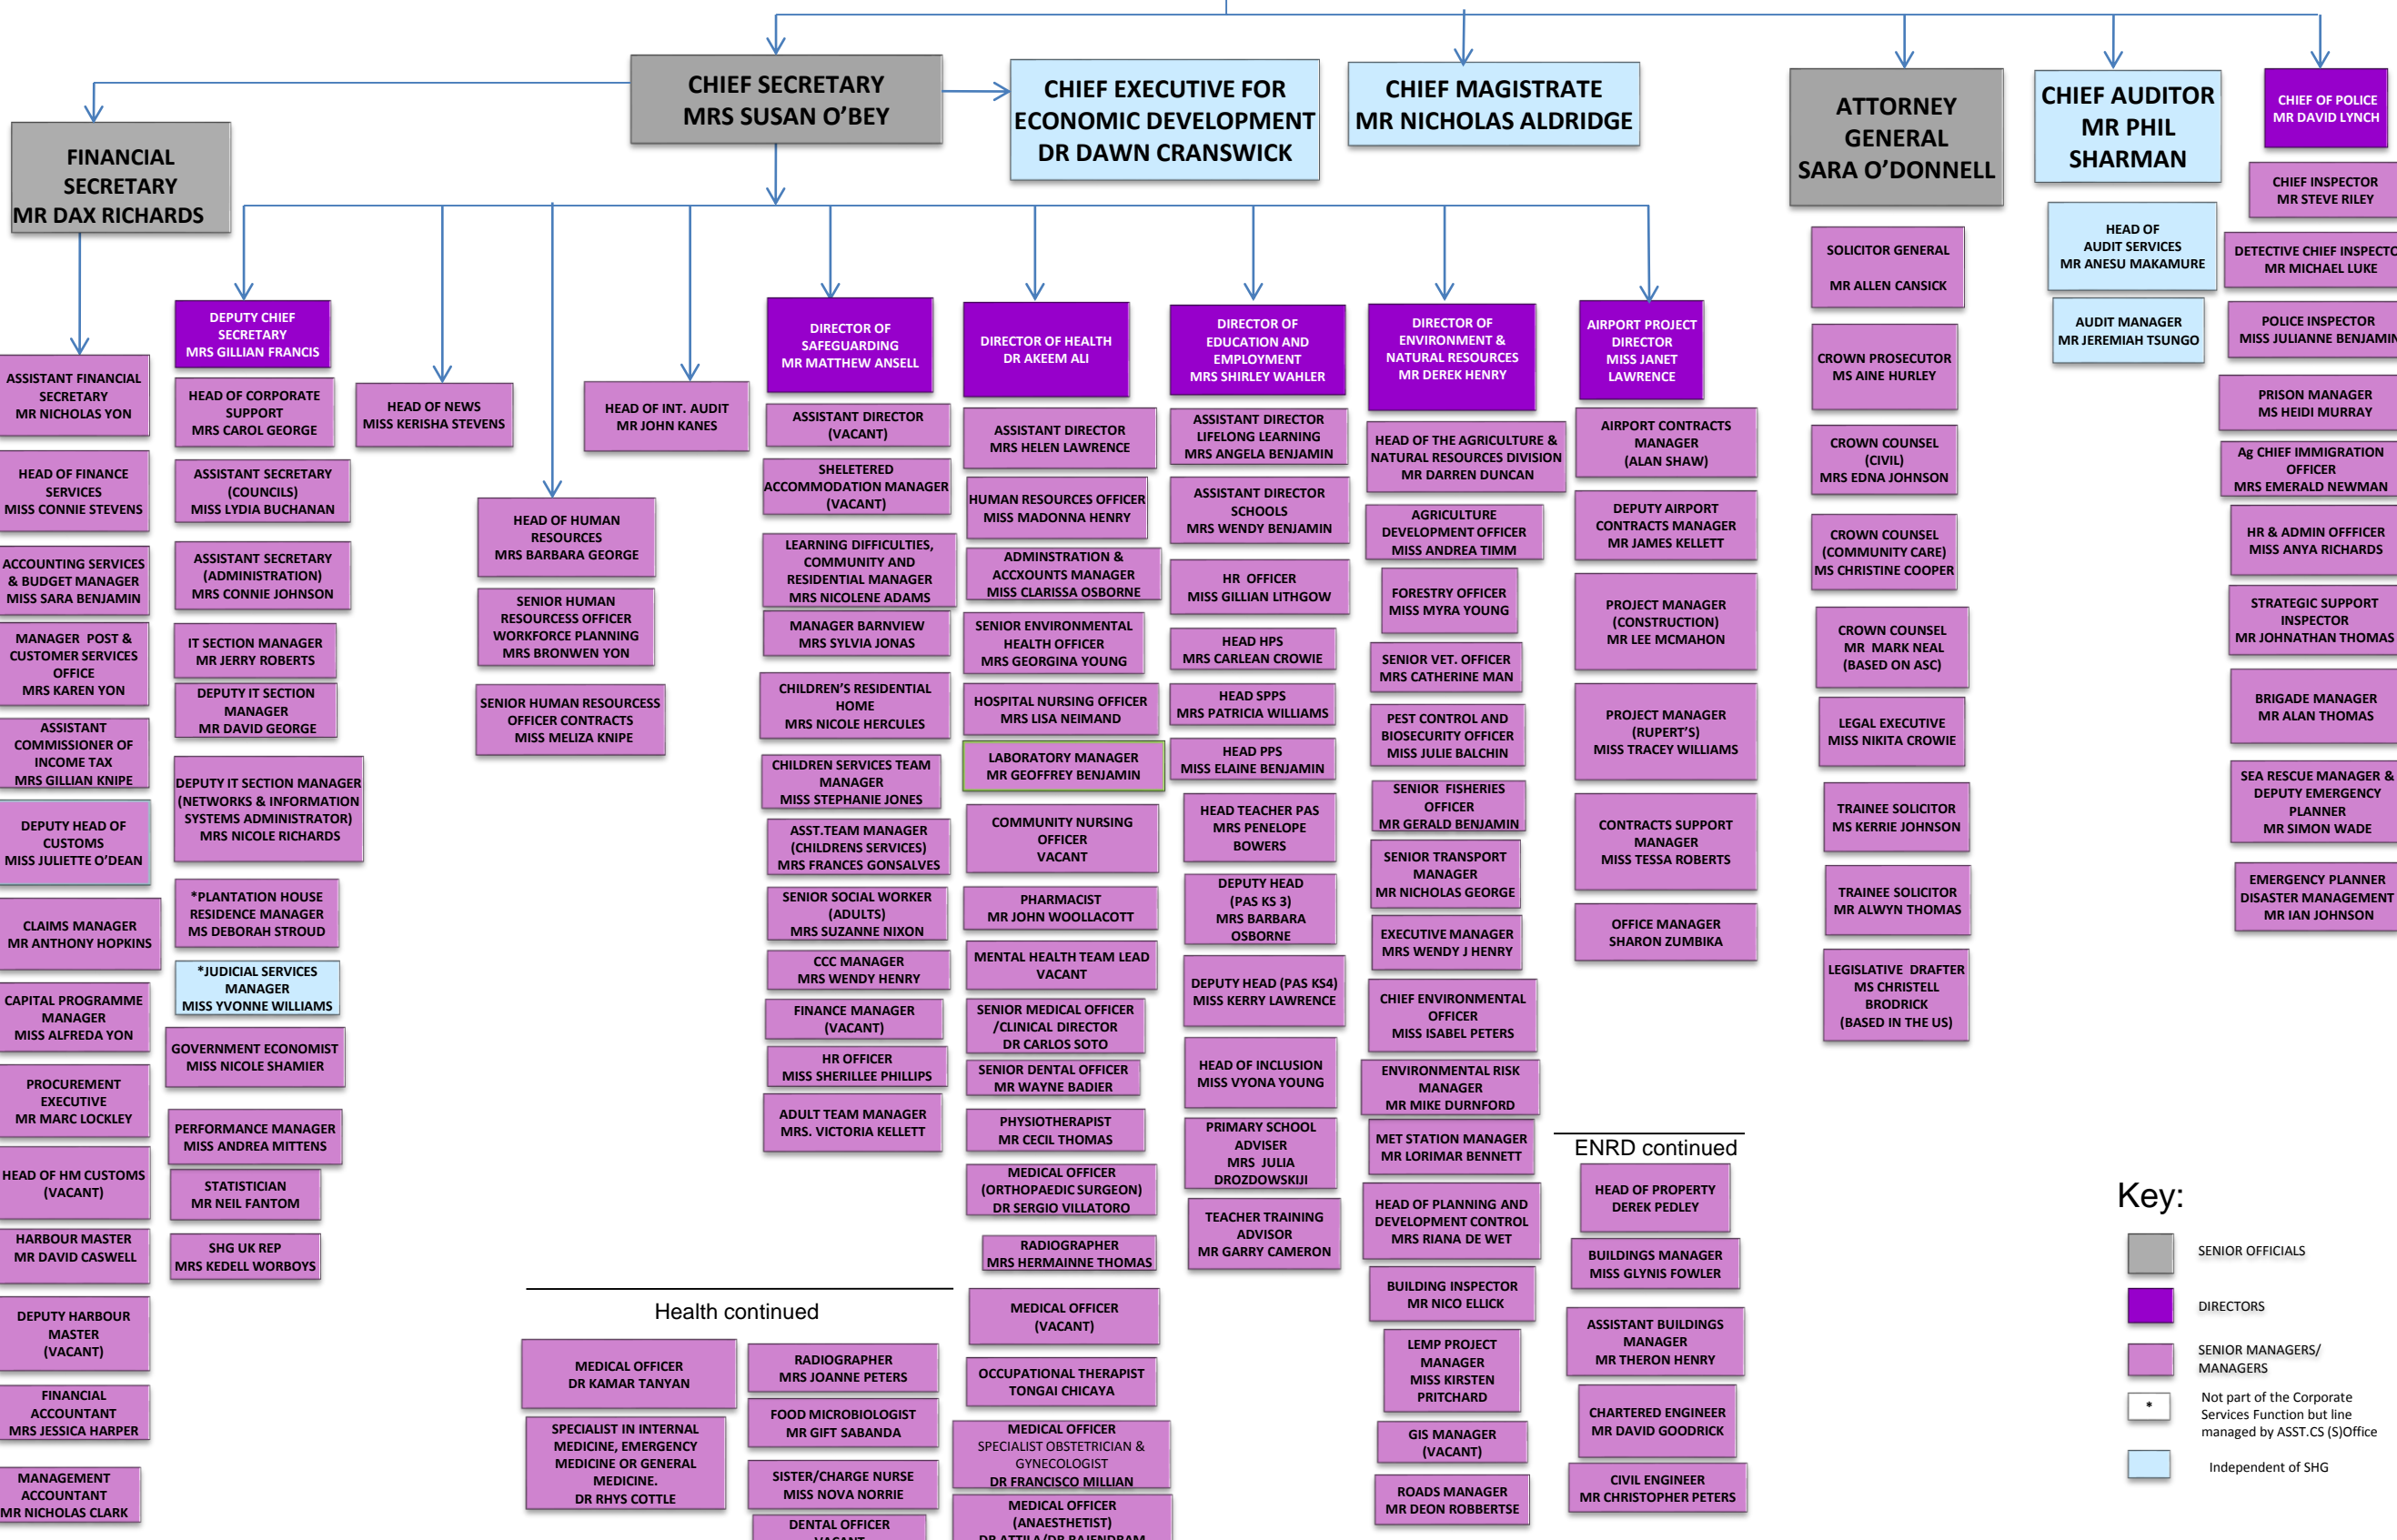 CHIEF SECRETARY
MRS SUSAN O'BEY
CHIEF EXECUTIVE FOR
ECONOMIC DEVELOPMENT
DR DAWN CRANSWICK
CHIEF MAGISTRATE
MR NICHOLAS ALDRIDGE
ATTORNEY
GENERAL
SARA O'DONNELL
CHIEF AUDITOR
MR PHIL
SHARMAN
CHIEF OF POLICE
MR DAVID LYNCH
FINANCIAL
SECRETARY
MR DAX RICHARDS
ASSISTANT FINANCIAL
SECRETARY
MR NICHOLAS YON
HEAD OF FINANCE
SERVICES
MISS CONNIE STEVENS
ACCOUNTING SERVICES
& BUDGET MANAGER
MISS SARA BENJAMIN
MANAGER POST &
CUSTOMER SERVICES
OFFICE
MRS KAREN YON
ASSISTANT
COMMISSIONER OF
INCOME TAX
MRS GILLIAN KNIPE
DEPUTY HEAD OF
CUSTOMS
MISS JULIETTE O'DEAN
CLAIMS MANAGER
MR ANTHONY HOPKINS
CAPITAL PROGRAMME
MANAGER
MISS ALFREDA YON
PROCUREMENT
EXECUTIVE
MR MARC LOCKLEY
HEAD OF HM CUSTOMS
(VACANT)
HARBOUR MASTER
MR DAVID CASWELL
DEPUTY HARBOUR
MASTER
(VACANT)
FINANCIAL
ACCOUNTANT
MRS JESSICA HARPER
MANAGEMENT
ACCOUNTANT
MR NICHOLAS CLARK
DEPUTY CHIEF
SECRETARY
MRS GILLIAN FRANCIS
HEAD OF CORPORATE
SUPPORT
MRS CAROL GEORGE
ASSISTANT SECRETARY
(COUNCILS)
MISS LYDIA BUCHANAN
ASSISTANT SECRETARY
(ADMINISTRATION)
MRS CONNIE JOHNSON
IT SECTION MANAGER
MR JERRY ROBERTS
DEPUTY IT SECTION
MANAGER
MR DAVID GEORGE
DEPUTY IT SECTION MANAGER
(NETWORKS & INFORMATION
SYSTEMS ADMINISTRATOR)
MRS NICOLE RICHARDS
*PLANTATION HOUSE
RESIDENCE MANAGER
MS DEBORAH STROUD
*JUDICIAL SERVICES
MANAGER
MISS YVONNE WILLIAMS
GOVERNMENT ECONOMIST
MISS NICOLE SHAMIER
PERFORMANCE MANAGER
MISS ANDREA MITTENS
STATISTICIAN
MR NEIL FANTOM
SHG UK REP
MRS KEDELL WORBOYS
HEAD OF NEWS
MISS KERISHA STEVENS
HEAD OF HUMAN
RESOURCES
MRS BARBARA GEORGE
SENIOR HUMAN
RESOURCESS OFFICER
WORKFORCE PLANNING
MRS BRONWEN YON
SENIOR HUMAN RESOURCESS
OFFICER CONTRACTS
MISS MELIZA KNIPE
HEAD OF INT. AUDIT
MR JOHN KANES
DIRECTOR OF
SAFEGUARDING
MR MATTHEW ANSELL
ASSISTANT DIRECTOR
(VACANT)
SHELETERED
ACCOMMODATION MANAGER
(VACANT)
LEARNING DIFFICULTIES,
COMMUNITY AND
RESIDENTIAL MANAGER
MRS NICOLENE ADAMS
MANAGER BARNVIEW
MRS SYLVIA JONAS
CHILDREN'S RESIDENTIAL
HOME
MRS NICOLE HERCULES
CHILDREN SERVICES TEAM
MANAGER
MISS STEPHANIE JONES
ASST.TEAM MANAGER
(CHILDRENS SERVICES)
MRS FRANCES GONSALVES
SENIOR SOCIAL WORKER
(ADULTS)
MRS SUZANNE NIXON
CCC MANAGER
MRS WENDY HENRY
FINANCE MANAGER
(VACANT)
HR OFFICER
MISS SHERILLEE PHILLIPS
ADULT TEAM MANAGER
MRS. VICTORIA KELLETT
DIRECTOR OF HEALTH
DR AKEEM ALI
ASSISTANT DIRECTOR
MRS HELEN LAWRENCE
HUMAN RESOURCES OFFICER
MISS MADONNA HENRY
ADMINSTRATION &
ACCXOUNTS MANAGER
MISS CLARISSA OSBORNE
SENIOR ENVIRONMENTAL
HEALTH OFFICER
MRS GEORGINA YOUNG
HOSPITAL NURSING OFFICER
MRS LISA NEIMAND
LABORATORY MANAGER
MR GEOFFREY BENJAMIN
COMMUNITY NURSING
OFFICER
VACANT
PHARMACIST
MR JOHN WOOLLACOTT
MENTAL HEALTH TEAM LEAD
VACANT
SENIOR MEDICAL OFFICER
/CLINICAL DIRECTOR
DR CARLOS SOTO
SENIOR DENTAL OFFICER
MR WAYNE BADIER
PHYSIOTHERAPIST
MR CECIL THOMAS
MEDICAL OFFICER
(ORTHOPAEDIC SURGEON)
DR SERGIO VILLATORO
RADIOGRAPHER
MRS HERMAINNE THOMAS
MEDICAL OFFICER
(VACANT)
OCCUPATIONAL THERAPIST
TONGAI CHICAYA
MEDICAL OFFICER
SPECIALIST OBSTETRICIAN &
GYNECOLOGIST
DR FRANCISCO MILLIAN
MEDICAL OFFICER
(ANAESTHETIST)
DR ATTILA/DR RAJENDRAM
Health continued
MEDICAL OFFICER
DR KAMAR TANYAN
SPECIALIST IN INTERNAL
MEDICINE, EMERGENCY
MEDICINE OR GENERAL
MEDICINE.
DR RHYS COTTLE
RADIOGRAPHER
MRS JOANNE PETERS
FOOD MICROBIOLOGIST
MR GIFT SABANDA
SISTER/CHARGE NURSE
MISS NOVA NORRIE
DENTAL OFFICER
VACANT
DIRECTOR OF
EDUCATION AND
EMPLOYMENT
MRS SHIRLEY WAHLER
ASSISTANT DIRECTOR
LIFELONG LEARNING
MRS ANGELA BENJAMIN
ASSISTANT DIRECTOR
SCHOOLS
MRS WENDY BENJAMIN
HR OFFICER
MISS GILLIAN LITHGOW
HEAD HPS
MRS CARLEAN CROWIE
HEAD SPPS
MRS PATRICIA WILLIAMS
HEAD PPS
MISS ELAINE BENJAMIN
HEAD TEACHER PAS
MRS PENELOPE
BOWERS
DEPUTY HEAD
(PAS KS 3)
MRS BARBARA
OSBORNE
DEPUTY HEAD (PAS KS4)
MISS KERRY LAWRENCE
HEAD OF INCLUSION
MISS VYONA YOUNG
PRIMARY SCHOOL
ADVISER
MRS JULIA
DROZDOWSKIJI
TEACHER TRAINING
ADVISOR
MR GARRY CAMERON
DIRECTOR OF
ENVIRONMENT &
NATURAL RESOURCES
MR DEREK HENRY
HEAD OF THE AGRICULTURE &
NATURAL RESOURCES DIVISION
MR DARREN DUNCAN
AGRICULTURE
DEVELOPMENT OFFICER
MISS ANDREA TIMM
FORESTRY OFFICER
MISS MYRA YOUNG
SENIOR VET. OFFICER
MRS CATHERINE MAN
PEST CONTROL AND
BIOSECURITY OFFICER
MISS JULIE BALCHIN
SENIOR FISHERIES
OFFICER
MR GERALD BENJAMIN
SENIOR TRANSPORT
MANAGER
MR NICHOLAS GEORGE
EXECUTIVE MANAGER
MRS WENDY J HENRY
CHIEF ENVIRONMENTAL
OFFICER
MISS ISABEL PETERS
ENVIRONMENTAL RISK
MANAGER
MR MIKE DURNFORD
MET STATION MANAGER
MR LORIMAR BENNETT
HEAD OF PLANNING AND
DEVELOPMENT CONTROL
MRS RIANA DE WET
BUILDING INSPECTOR
MR NICO ELLICK
LEMP PROJECT
MANAGER
MISS KIRSTEN
PRITCHARD
GIS MANAGER
(VACANT)
ROADS MANAGER
MR DEON ROBBERTSE
AIRPORT PROJECT
DIRECTOR
MISS JANET
LAWRENCE
AIRPORT CONTRACTS
MANAGER
(ALAN SHAW)
DEPUTY AIRPORT
CONTRACTS MANAGER
MR JAMES KELLETT
PROJECT MANAGER
(CONSTRUCTION)
MR LEE MCMAHON
PROJECT MANAGER
(RUPERT'S)
MISS TRACEY WILLIAMS
CONTRACTS SUPPORT
MANAGER
MISS TESSA ROBERTS
OFFICE MANAGER
SHARON ZUMBIKA
ENRD continued
HEAD OF PROPERTY
DEREK PEDLEY
BUILDINGS MANAGER
MISS GLYNIS FOWLER
ASSISTANT BUILDINGS
MANAGER
MR THERON HENRY
CHARTERED ENGINEER
MR DAVID GOODRICK
CIVIL ENGINEER
MR CHRISTOPHER PETERS
SOLICITOR GENERAL
MR ALLEN CANSICK
CROWN PROSECUTOR
MS AINE HURLEY
CROWN COUNSEL
(CIVIL)
MRS EDNA JOHNSON
CROWN COUNSEL
(COMMUNITY CARE)
MS CHRISTINE COOPER
CROWN COUNSEL
MR MARK NEAL
(BASED ON ASC)
LEGAL EXECUTIVE
MISS NIKITA CROWIE
TRAINEE SOLICITOR
MS KERRIE JOHNSON
TRAINEE SOLICITOR
MR ALWYN THOMAS
LEGISLATIVE DRAFTER
MS CHRISTELL
BRODRICK
(BASED IN THE US)
HEAD OF
AUDIT SERVICES
MR ANESU MAKAMURE
AUDIT MANAGER
MR JEREMIAH TSUNGO
CHIEF INSPECTOR
MR STEVE RILEY
DETECTIVE CHIEF INSPECTO
MR MICHAEL LUKE
POLICE INSPECTOR
MISS JULIANNE BENJAMIN
PRISON MANAGER
MS HEIDI MURRAY
Ag CHIEF IMMIGRATION
OFFICER
MRS EMERALD NEWMAN
HR & ADMIN OFFFICER
MISS ANYA RICHARDS
STRATEGIC SUPPORT
INSPECTOR
MR JOHNATHAN THOMAS
BRIGADE MANAGER
MR ALAN THOMAS
SEA RESCUE MANAGER &
DEPUTY EMERGENCY
PLANNER
MR SIMON WADE
EMERGENCY PLANNER
DISASTER MANAGEMENT
MR IAN JOHNSON
Key:
SENIOR OFFICIALS
DIRECTORS
SENIOR MANAGERS/
MANAGERS
*
Not part of the Corporate
Services Function but line
managed by ASST.CS (S)Office
Independent of SHG